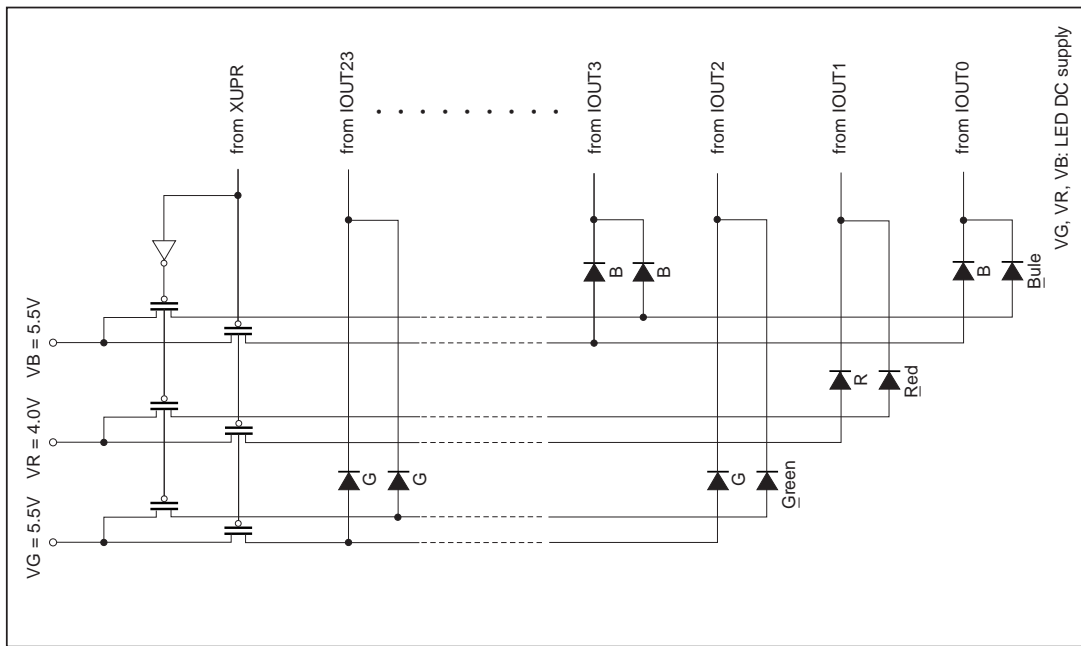 VG = 5.5V
VR = 4.0V
VB = 5.5V
from XUPR
from IOUT23
from IOUT3
from IOUT2
from IOUT1
from IOUT0
G
G
G
Green
R
Red
B
B
B
Bule
VG, VR, VB: LED DC supply